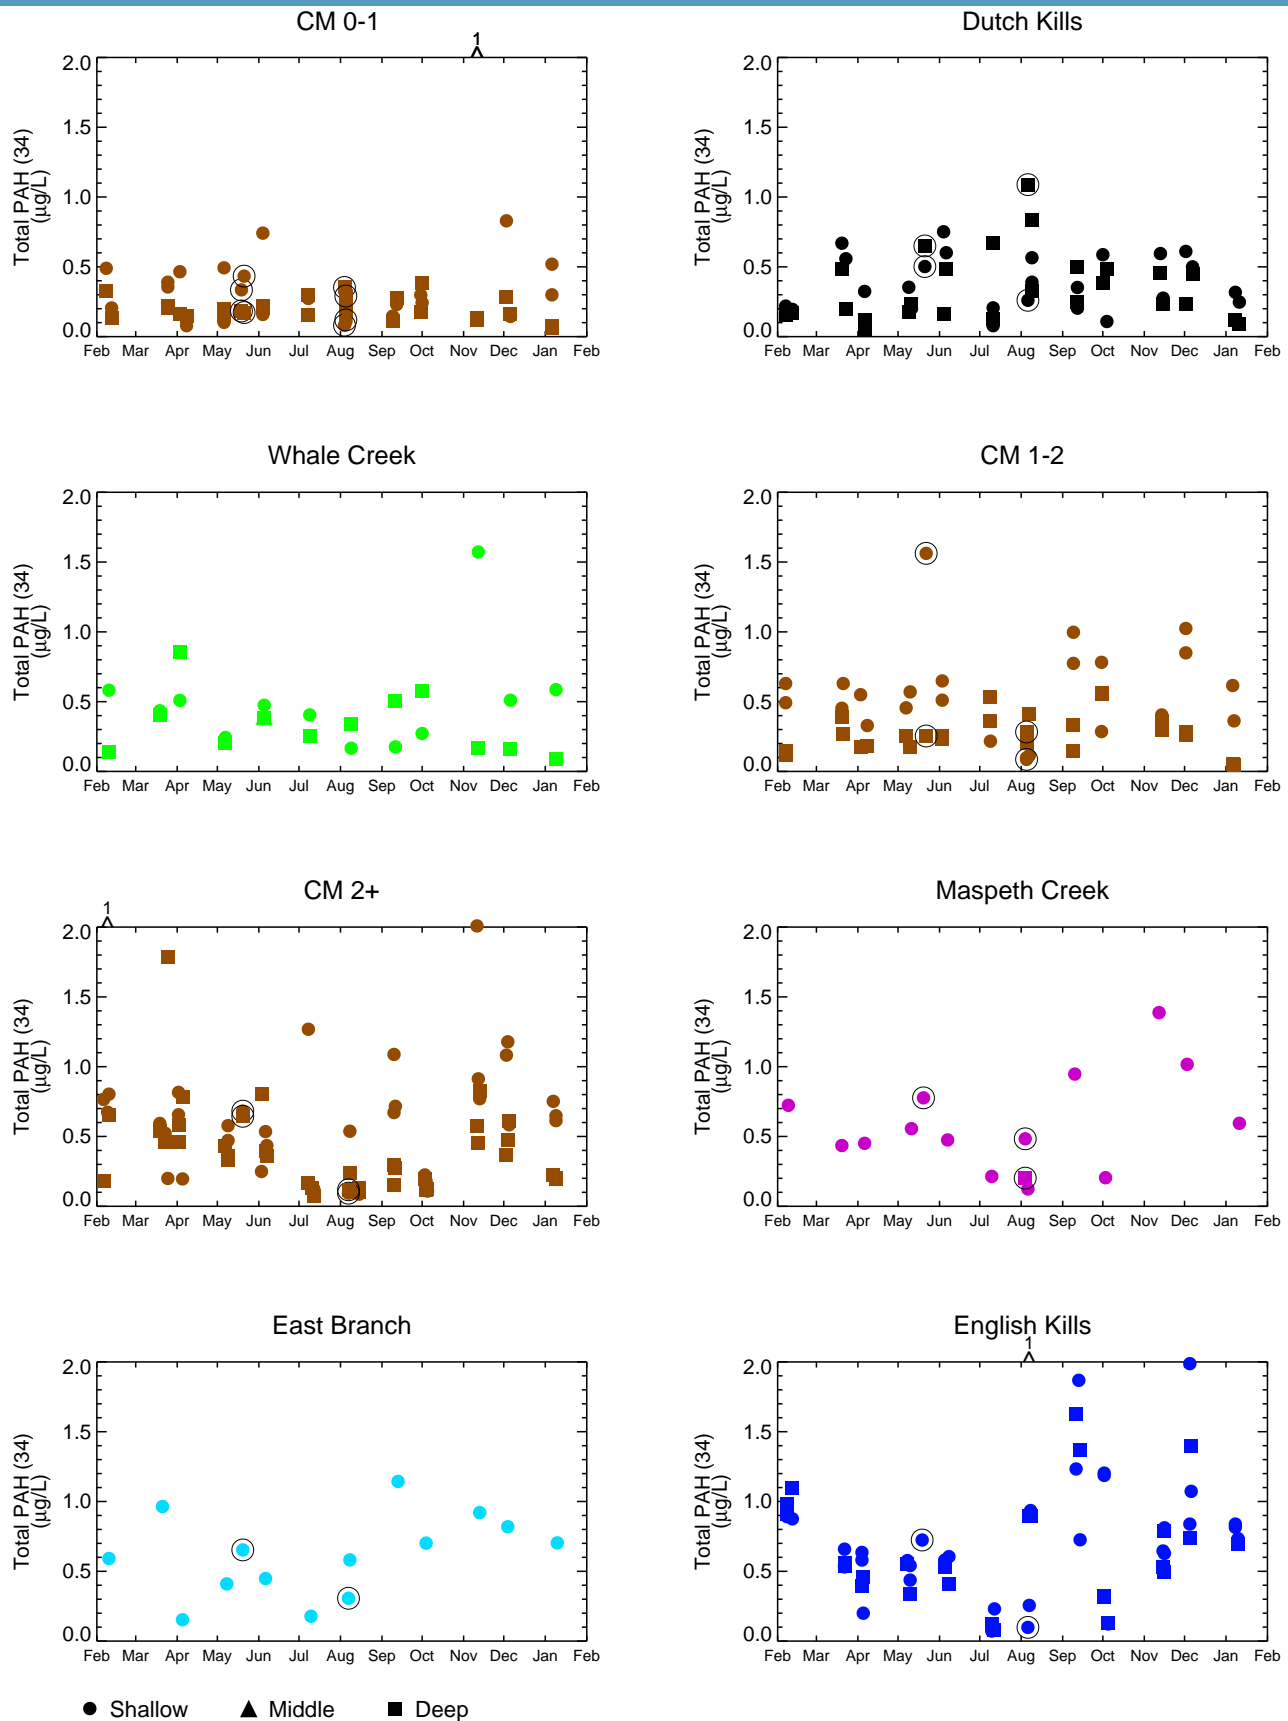 CM 0-1
1
Total PAH (34)
(µg/L)
2.0
1.5
1.0
0.5
0.0
Feb Mar Apr May Jun Jul Aug Sep Oct Nov Dec Jan Feb
Dutch Kills
Total PAH (34)
(µg/L)
2.0
1.5
1.0
0.5
0.0
Feb Mar Apr May Jun Jul Aug Sep Oct Nov Dec Jan Feb
Whale Creek
Total PAH (34)
(µg/L)
2.0
1.5
1.0
0.5
0.0
Feb Mar Apr May Jun Jul Aug Sep Oct Nov Dec Jan Feb
CM 1-2
Total PAH (34)
(µg/L)
2.0
1.5
1.0
0.5
0.0
Feb Mar Apr May Jun Jul Aug Sep Oct Nov Dec Jan Feb
CM 2+
1
Total PAH (34)
(µg/L)
2.0
1.5
1.0
0.5
0.0
Feb Mar Apr May Jun Jul Aug Sep Oct Nov Dec Jan Feb
Maspeth Creek
Total PAH (34)
(µg/L)
2.0
1.5
1.0
0.5
0.0
Feb Mar Apr May Jun Jul Aug Sep Oct Nov Dec Jan Feb
East Branch
Total PAH (34)
(µg/L)
2.0
1.5
1.0
0.5
0.0
Feb Mar Apr May Jun Jul Aug Sep Oct Nov Dec Jan Feb
English Kills
1
Total PAH (34)
(µg/L)
2.0
1.5
1.0
0.5
0.0
Feb Mar Apr May Jun Jul Aug Sep Oct Nov Dec Jan Feb
Shallow Middle Deep